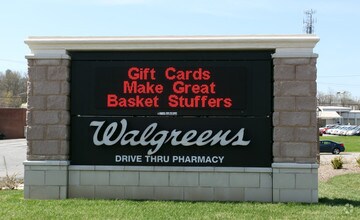 Gift Cards
Make Great
Basket Stuffers
Walgreens
DRIVE THRU PHARMACY